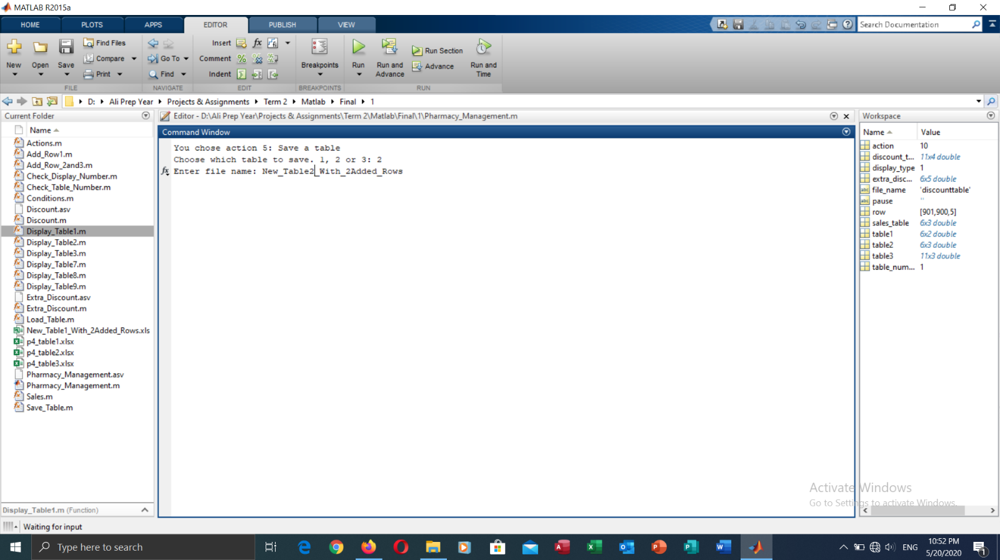 MATLAB R2015a
HOME PLOTS APPS EDITOR PUBLISH VIEW
Search Documentation
New Open Save Find Files Compare Print
FILE
Go To Find
NAVIGATE
Insert fx
Comment
Indent
EDIT
Breakpoints
BREAKPOINTS
Run Run and Advance Run Section Advance Run and Time
RUN
D: Ali Prep Year Projects & Assignments Term 2 Matlab Final 1
Current Folder
Name
Actions.m
Add_Row1.m
Add_Row_2and3.m
Check_Display_Number.m
Check_Table_Number.m
Conditions.m
Discount.asv
Discount.m
Display_Table1.m
Display_Table2.m
Display_Table3.m
Display_Table7.m
Display_Table8.m
Display_Table9.m
Extra_Discount.asv
Extra_Discount.m
Load_Table.m
New_Table1_With_2Added_Rows.xls
p4_table1.xlsx
p4_table2.xlsx
p4_table3.xlsx
Pharmacy_Management.asv
Pharmacy_Management.m
Sales.m
Save_Table.m
Display_Table1.m (Function)
Editor - D:\Ali Prep Year\Projects & Assignments\Term 2\Matlab\Final\1\Pharmacy_Management.m
Command Window
You chose action 5: Save a table
Choose which table to save. 1, 2 or 3: 2
fx Enter file name: New_Table2_With_2Added_Rows
Workspace
Name Value
action 10
discount_t... 11x4 double
display_type 1
extra_disc... 6x5 double
abc file_name 'discounttable'
abc pause ''
row [901,900,5]
sales_table 6x3 double
table1 6x2 double
table2 6x3 double
table3 11x3 double
table_num... 1
Activate Windows
Go to Settings to activate Windows.
Waiting for input
Type here to search
ENG
10:52 PM
5/20/2020
1